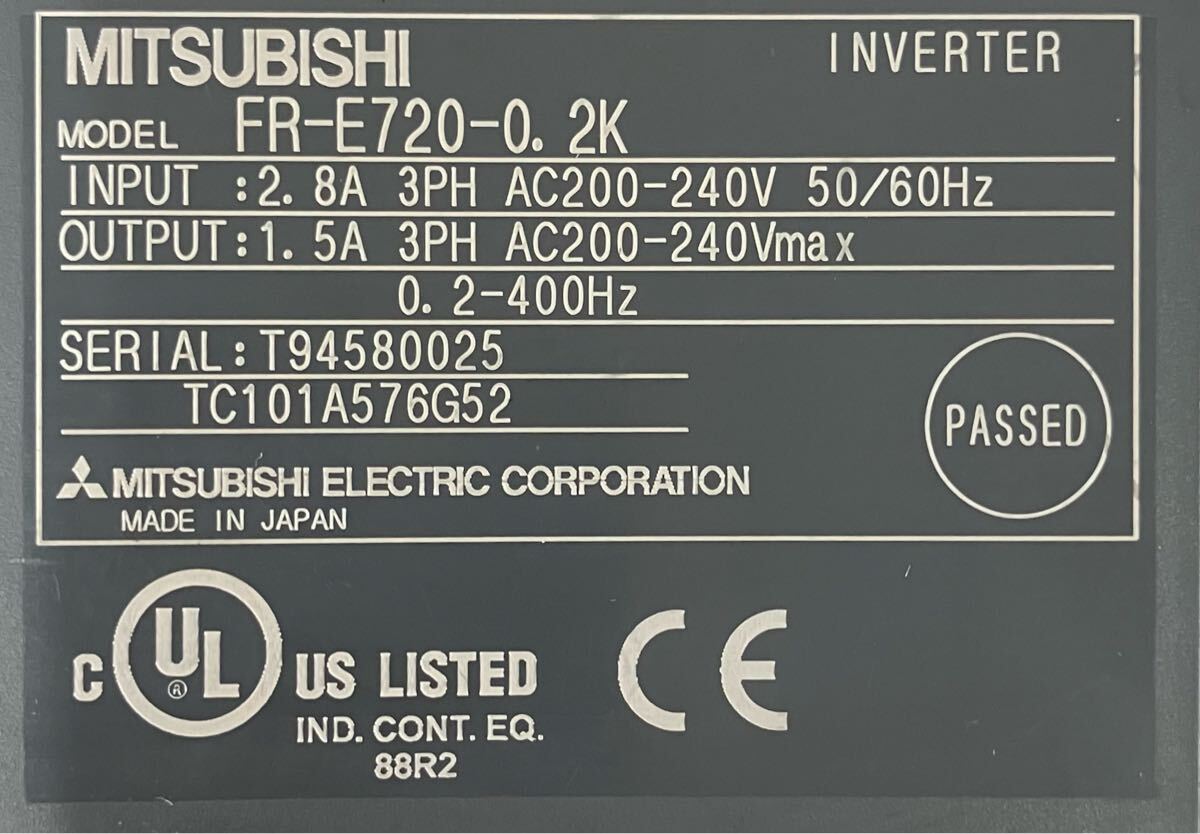 MITSUBISHI INVERTER
MODEL FR-E720-0.2K
INPUT :2.8A 3PH AC200-240V 50/60Hz
OUTPUT:1.5A 3PH AC200-240Vmax
0.2-400Hz
SERIAL:T94580025
TC101A576G52
PASSED
MITSUBISHI ELECTRIC CORPORATION
MADE IN JAPAN
C UL ® US LISTED CE
IND. CONT. EQ.
88R2